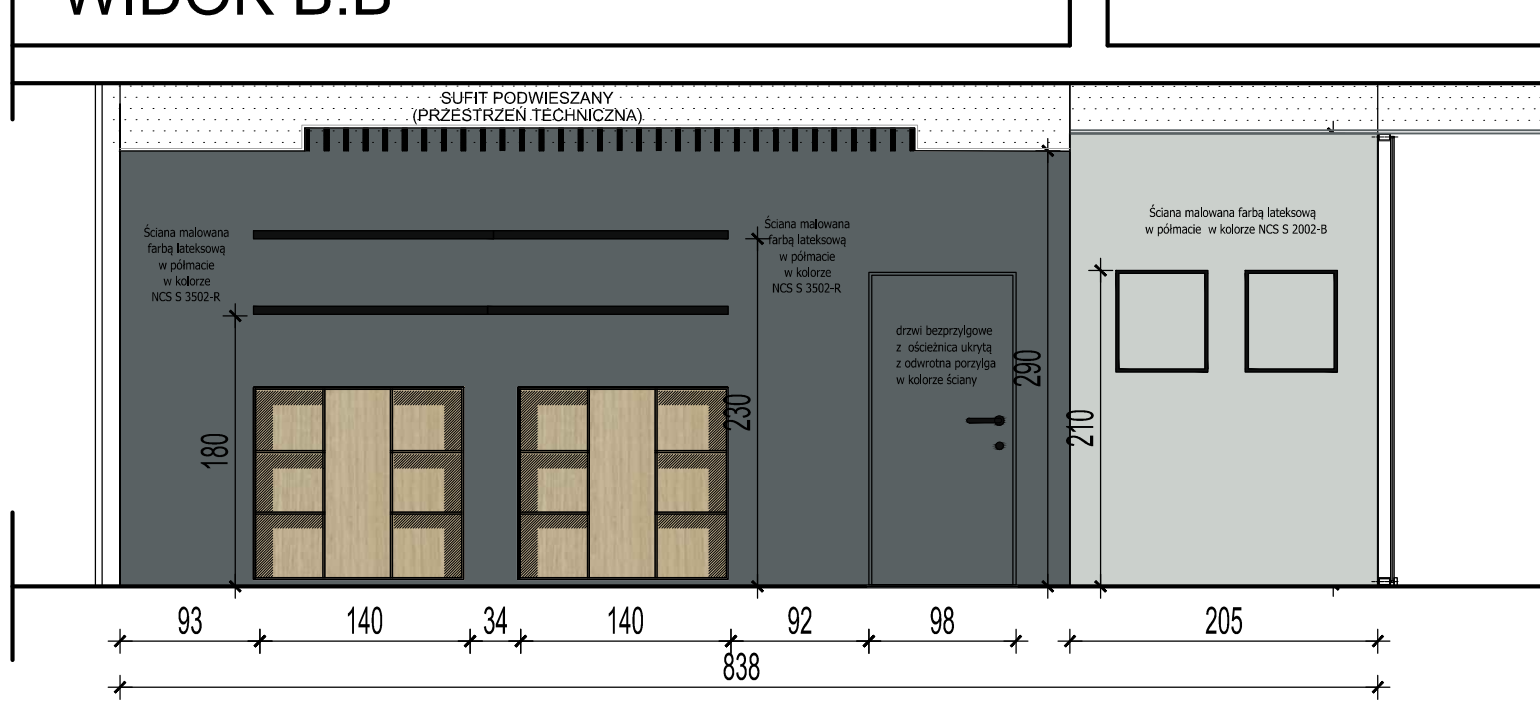 WIDOK B:B
SUFIT PODWIESZANY
(PRZESTRZEŃ TECHNICZNA)
Ściana malowana
farbą lateksową
w półmacie
w kolorze
NCS S 3502-R
Ściana malowana
farbą lateksową
w półmacie
w kolorze
NCS S 3502-R
Ściana malowana farbą lateksową
w półmacie w kolorze NCS S 2002-B
drzwi bezprzylgowe
z ościeżnica ukrytą
z odwrotna porzylga
w kolorze ściany
180
230
290
210
93
140
34
140
92
98
205
838